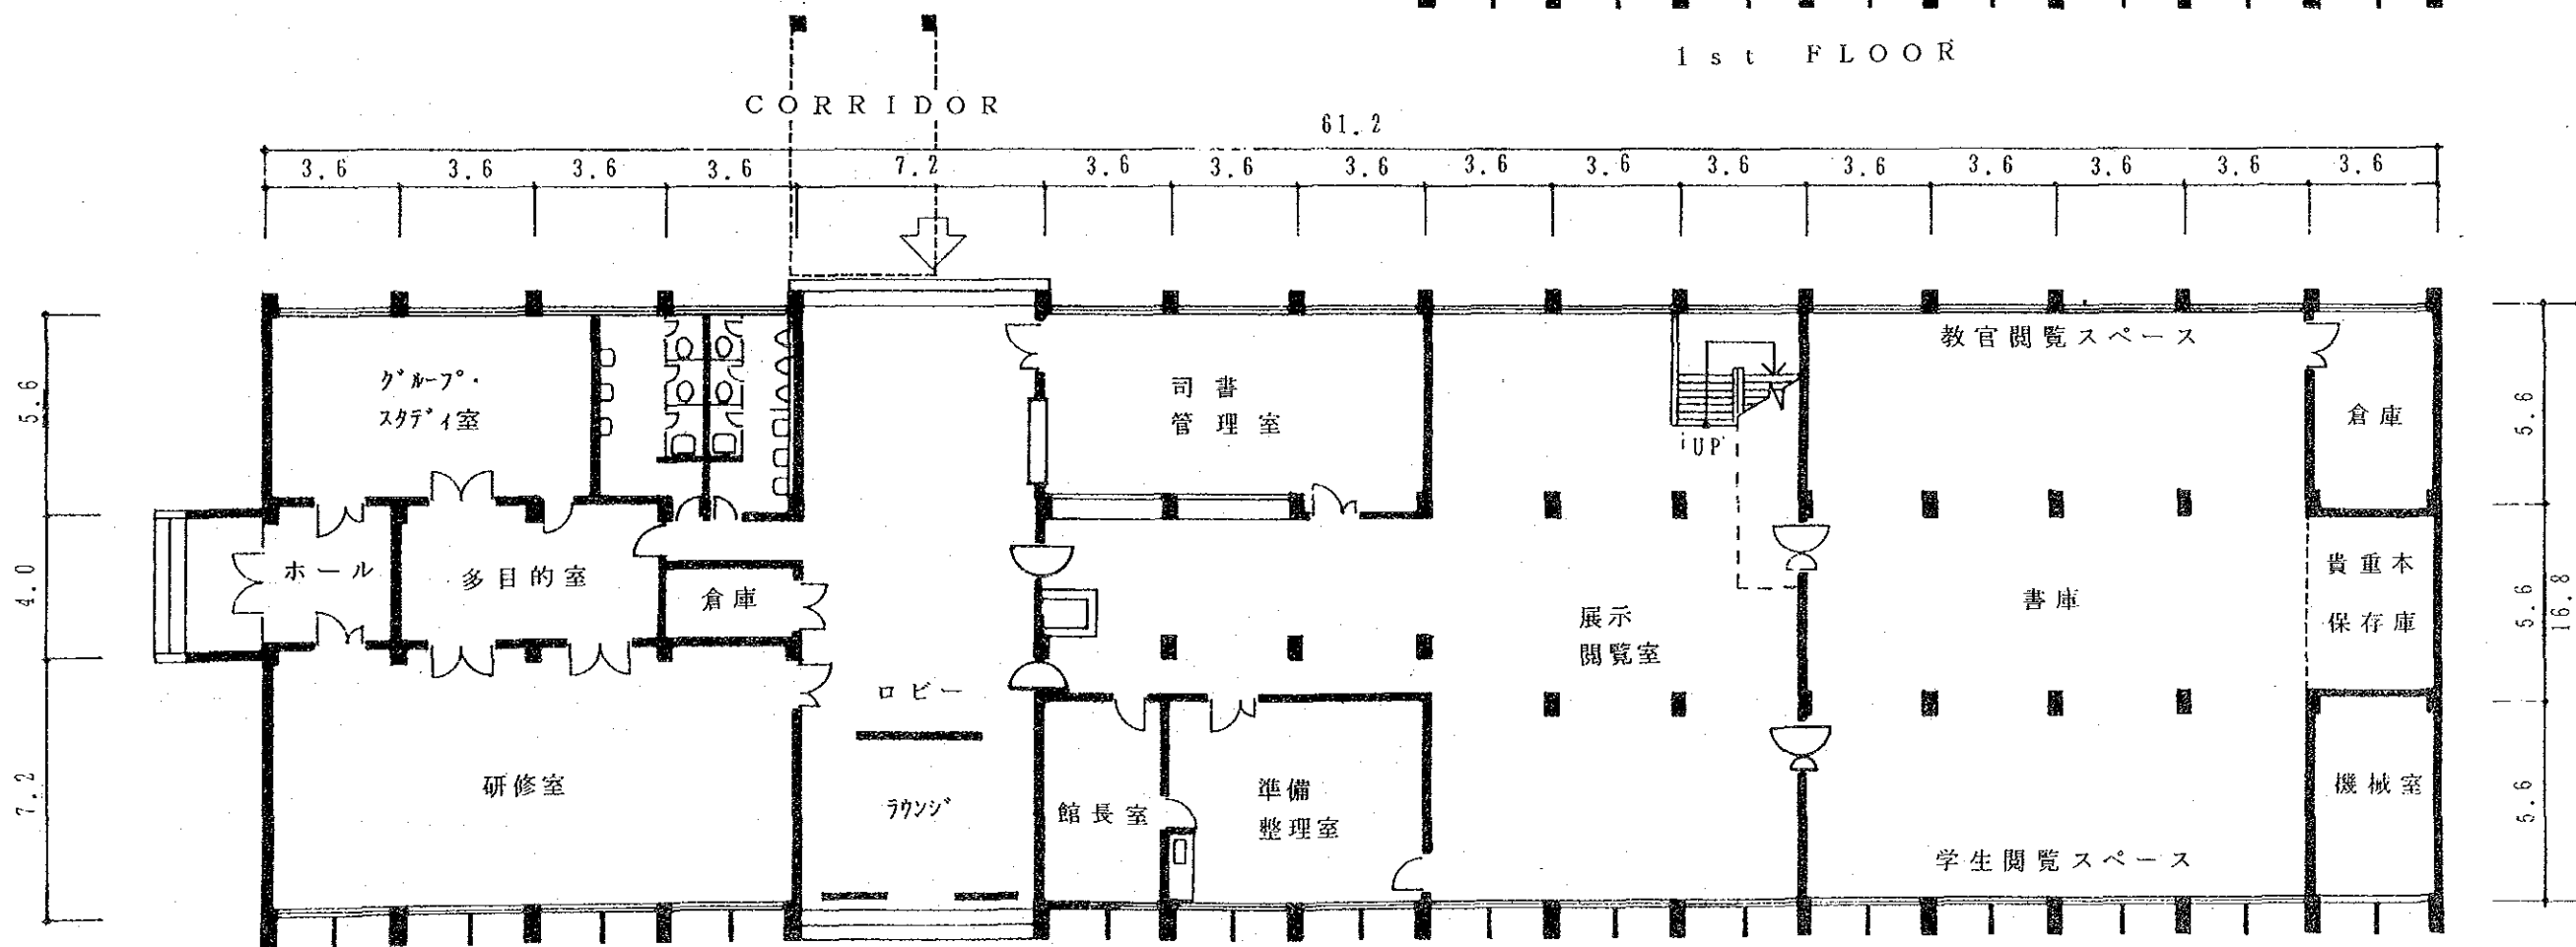 1st FLOOR
CORRIDOR
61.2
3.6 3.6 3.6 3.6 7.2 3.6 3.6 3.6 3.6 3.6 3.6 3.6 3.6 3.6 3.6 3.6
教官閲覧スペース
グループ・
スタディ室
司書
管理室
倉庫
UP
5.6
5.6
ホール
多目的室
倉庫
4.0
展示
閲覧室
書庫
貴重本
保存庫
5.6
16.8
ロビー
研修室
ラウンジ
館長室
準備
整理室
機械室
学生閲覧スペース
7.2
5.6